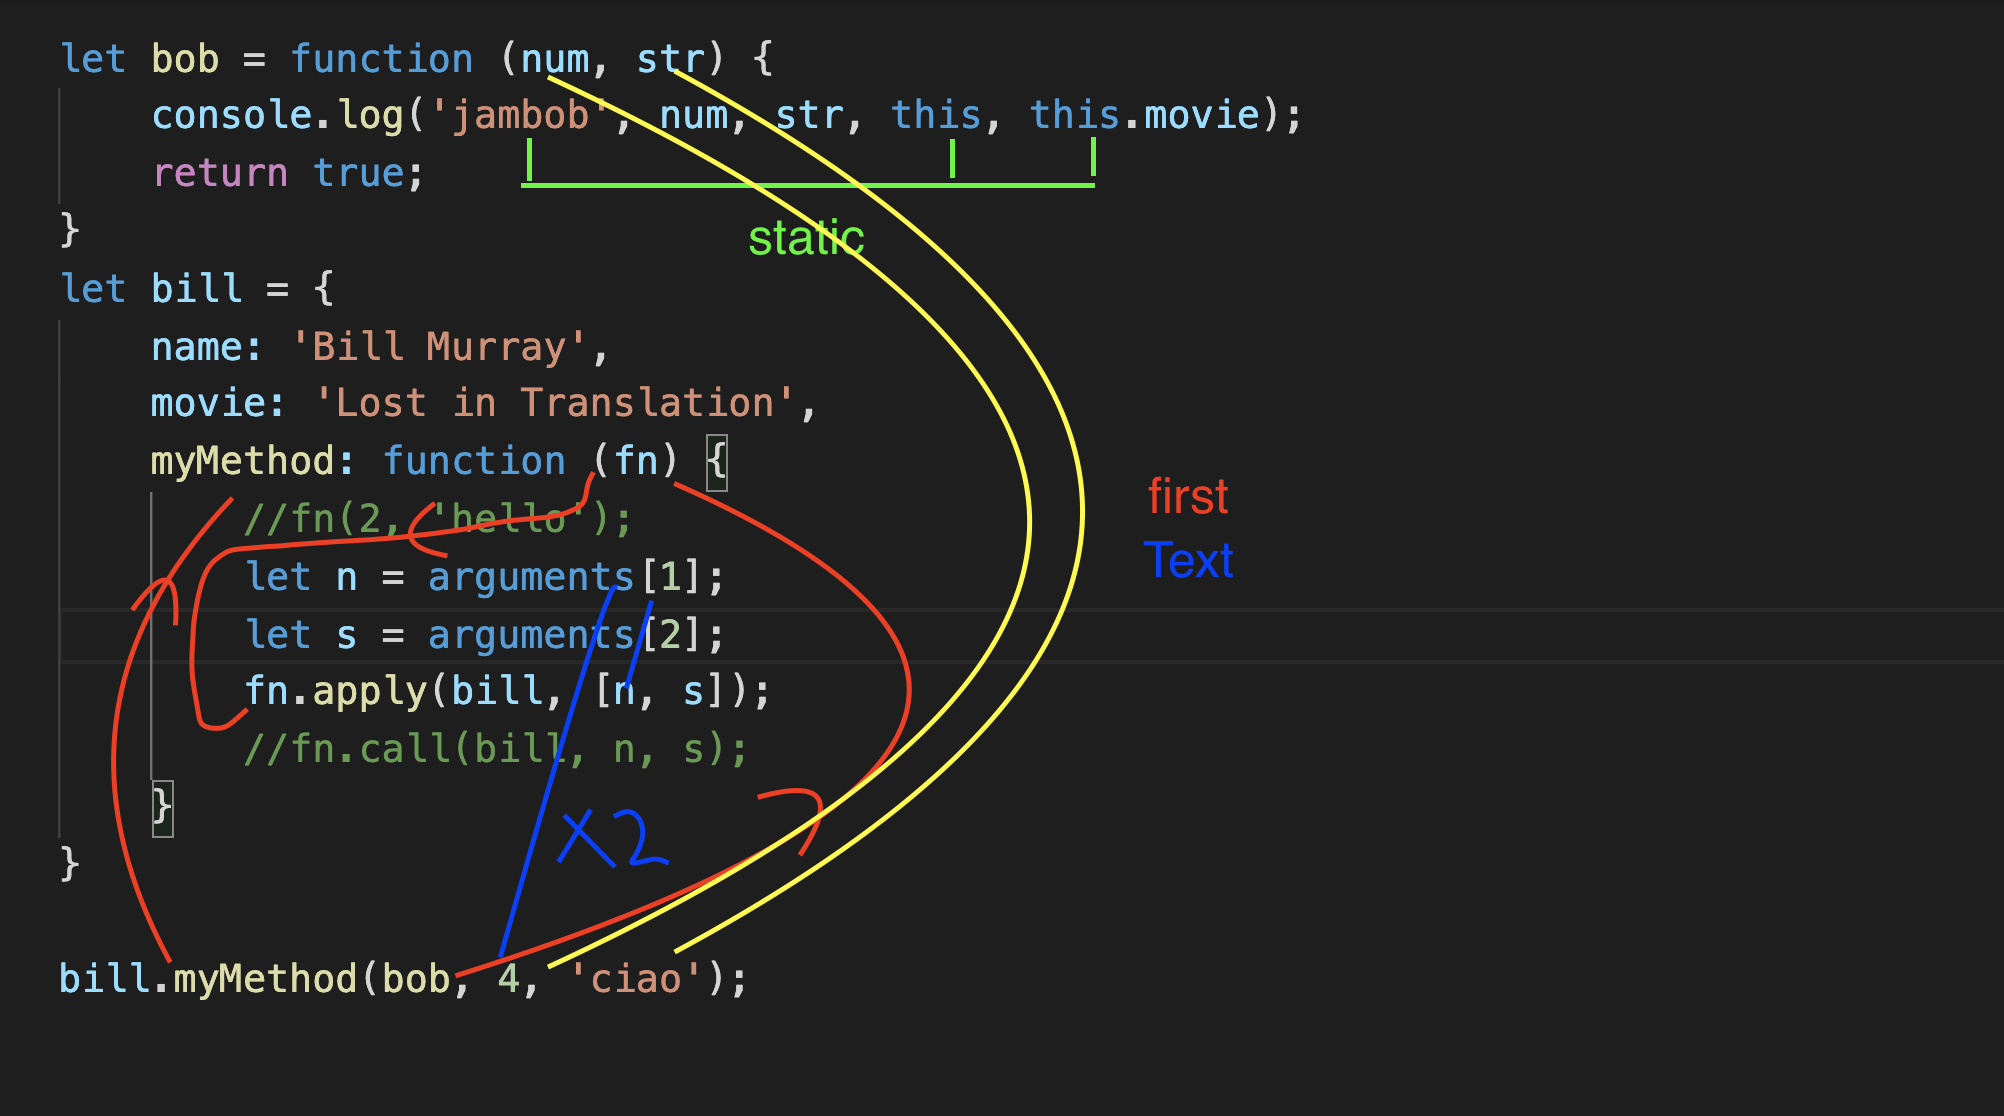 let bob = function (num, str) {
console.log('jambob', num, str, this, this.movie);
return true;
static
}
let bill = {
name: 'Bill Murray',
movie: 'Lost in Translation',
myMethod: function (fn) {
first
//fn(2, 'hello');
Text
let n = arguments[1];
let s = arguments[2];
fn.apply(bill, [n, s]);
//fn.call(bill, n, s);
}
X2
}
bill.myMethod(bob, 4, 'ciao');